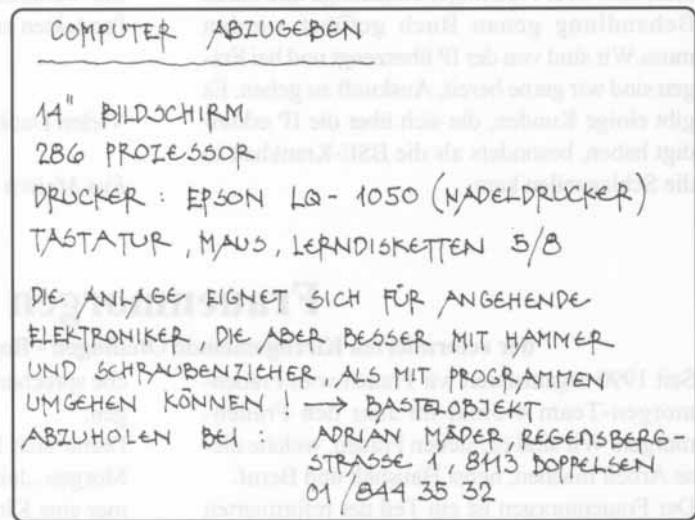 COMPUTER ABZUGEBEN
14" BILDSCHIRM
286 PROZESSOR
DRUCKER : EPSON LQ - 1050 (NADELDRUCKER)
TASTATUR, MAUS, LERNDISKETTEN 5/8
DIE ANLAGE EIGNET SICH FÜR ANGEHENDE
ELEKTRONIKER, DIE ABER BESSER MIT HAMMER
UND SCHRAUBENZIEHER ALS MIT PROGRAMMEN
UMGEHEN KÖNNEN! → BASTELOBJEKT
ABZUHOLEN BEI : ADRIAN MÄDER REGENSBERG-
STRASSE 1, 8113 BOPPELSEN
01/844 35 52